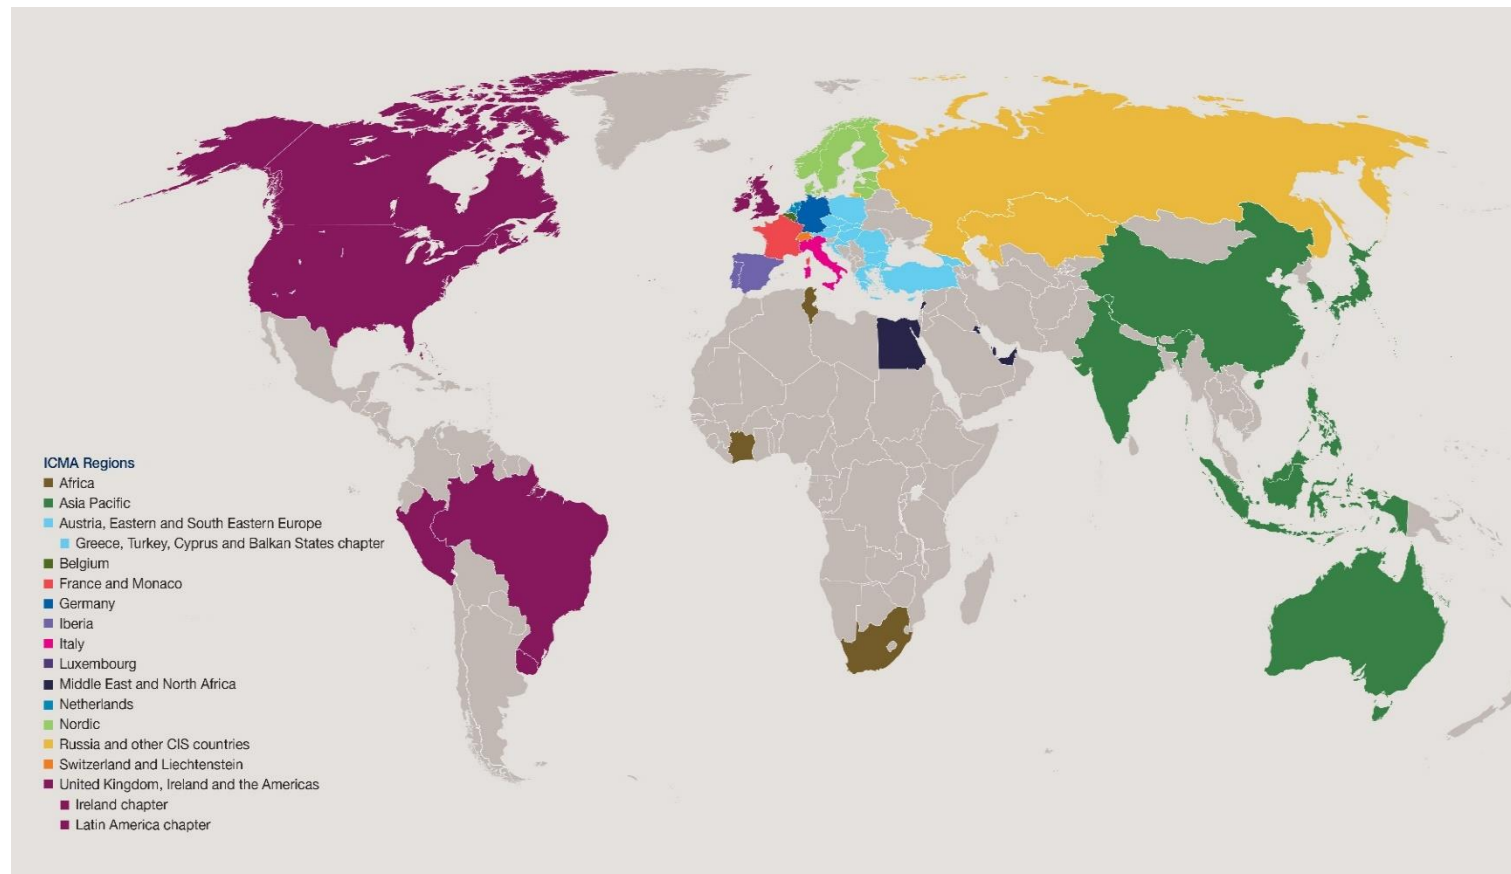 ICMA Regions
Africa
Asia Pacific
Austria, Eastern and South Eastern Europe
Greece, Turkey, Cyprus and Balkan States chapter
Belgium
France and Monaco
Germany
Iberia
Italy
Luxembourg
Middle East and North Africa
Netherlands
Nordic
Russia and other CIS countries
Switzerland and Liechtenstein
United Kingdom, Ireland and the Americas
Ireland chapter
Latin America chapter